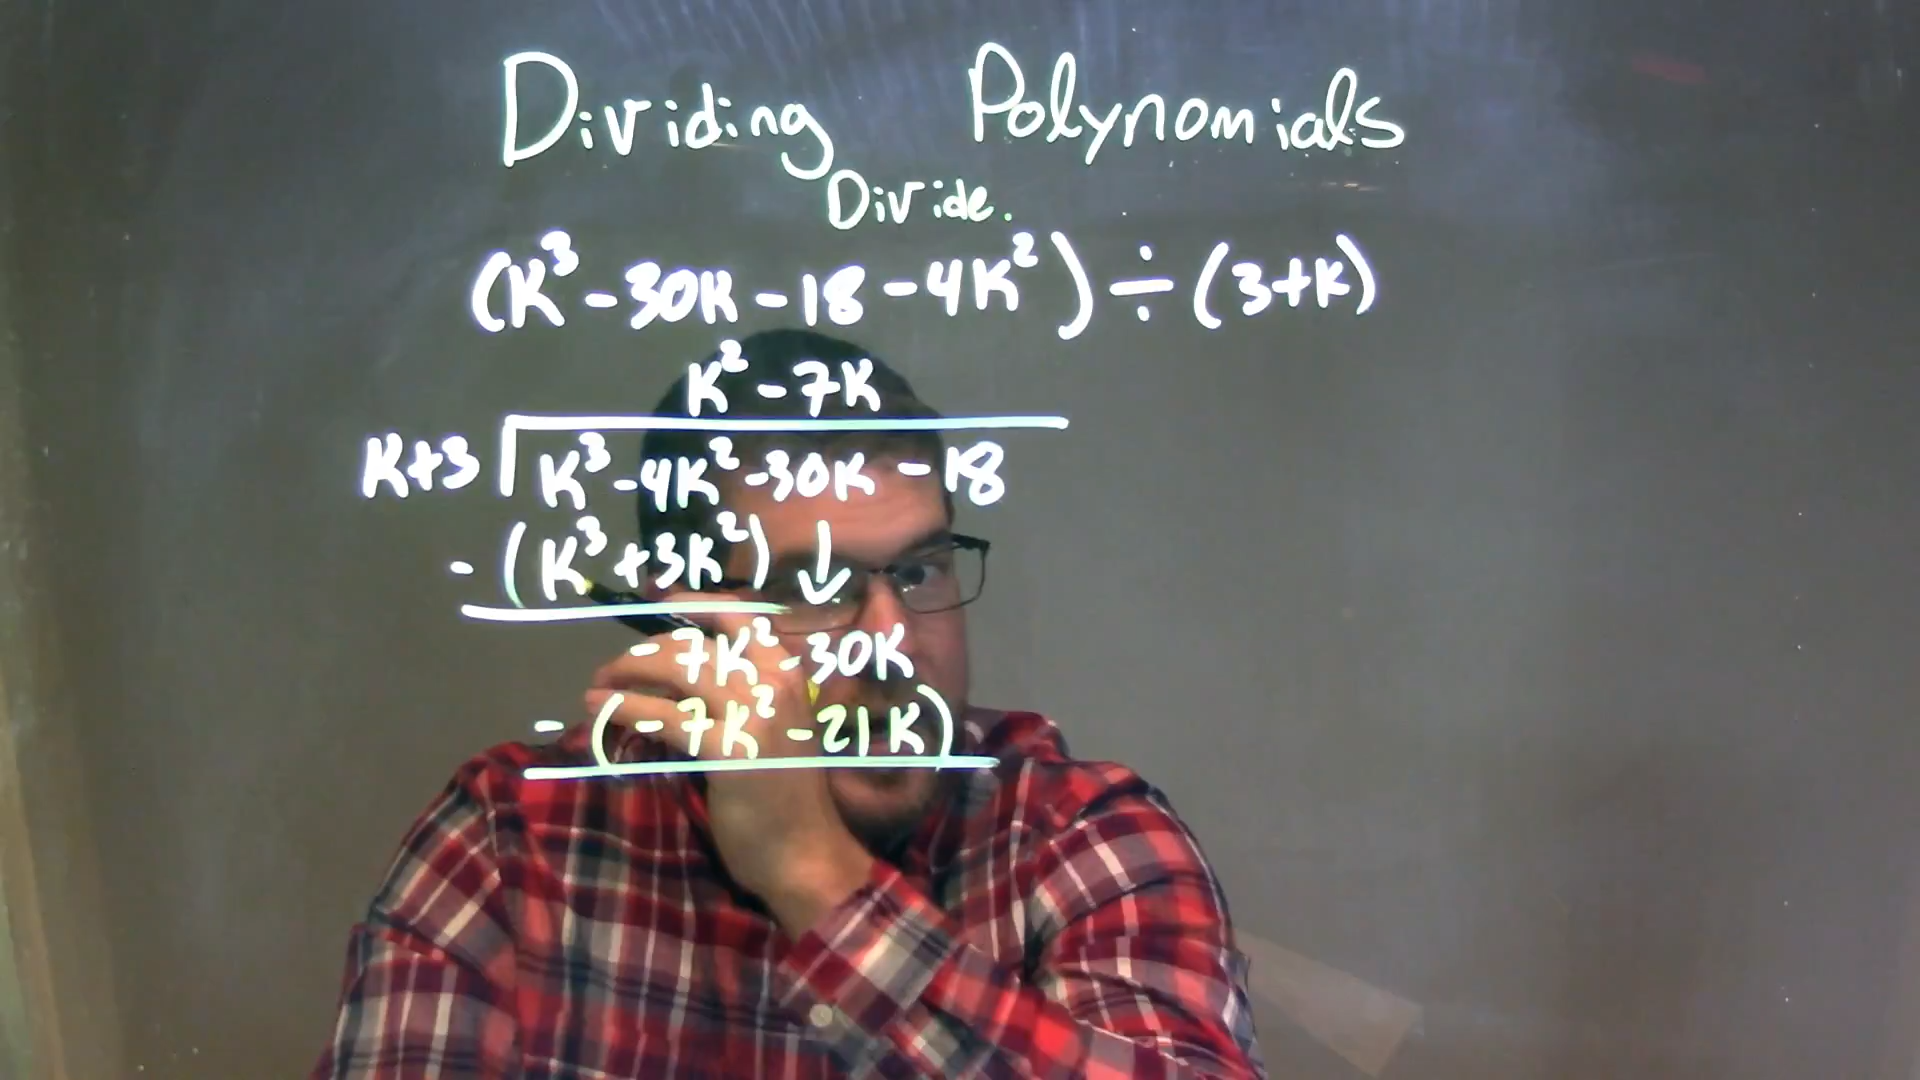 Dividing Polynomials
Divide.
(K³-30K-18-4K²)÷(3+K)
K²-7K
K+3 K³-4K²-30K-18
-(K³+3K²)↓
-7K²-30K
-(-7K²-21K)